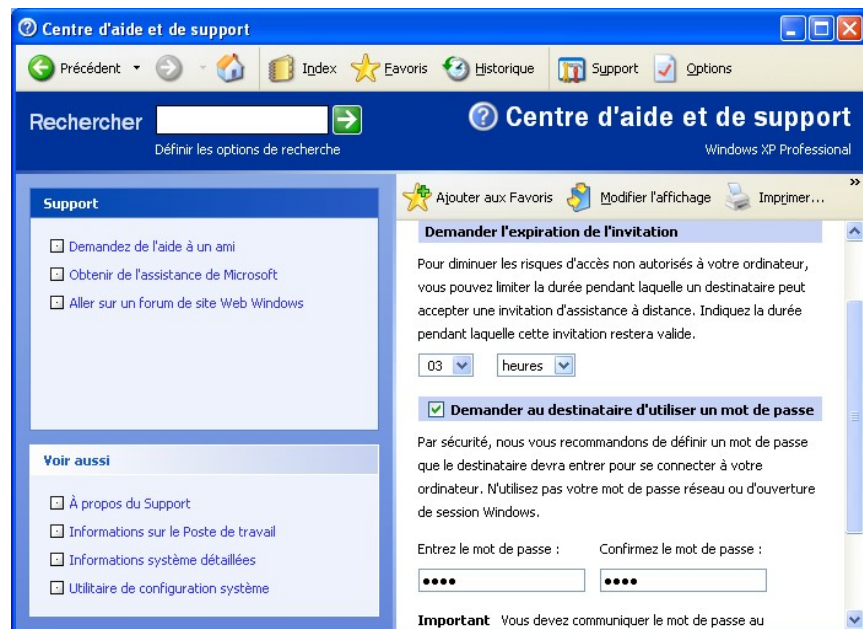 Centre d'aide et de support
Précédent
Index
Favoris
Historique
Support
Options
Rechercher
Définir les options de recherche
Centre d'aide et de support
Windows XP Professional
Support
Demandez de l'aide à un ami
Obtenir de l'assistance de Microsoft
Aller sur un forum de site Web Windows
Voir aussi
À propos du Support
Informations sur le Poste de travail
Informations système détaillées
Utilitaire de configuration système
Ajouter aux Favoris
Modifier l'affichage
Imprimer...
»
Demander l'expiration de l'invitation
Pour diminuer les risques d'accès non autorisés à votre ordinateur,
vous pouvez limiter la durée pendant laquelle un destinataire peut
accepter une invitation d'assistance à distance. Indiquez la durée
pendant laquelle cette invitation restera valide.
03 heures
Demander au destinataire d'utiliser un mot de passe
Par sécurité, nous vous recommandons de définir un mot de passe
que le destinataire devra entrer pour se connecter à votre
ordinateur. N'utilisez pas votre mot de passe réseau ou d'ouverture
de session Windows.
Entrez le mot de passe : Confirmez le mot de passe :
●●●● ●●●●
Important Vous devez communiquer le mot de passe au